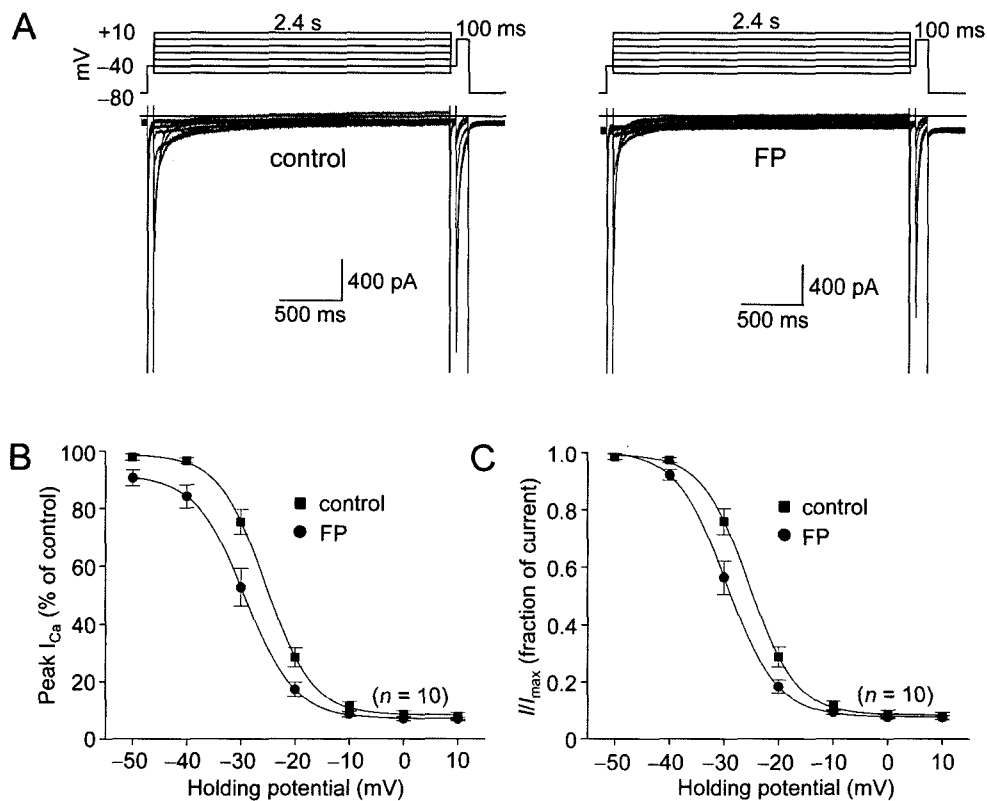 A
2.4 s
100 ms
+10
−40
−80
mV
control
400 pA
500 ms
2.4 s
100 ms
FP
400 pA
500 ms
B
Peak I_Ca (% of control)
100
80
60
40
20
0
control
FP
(n = 10)
−50 −40 −30 −20 −10 0 10
Holding potential (mV)
C
I/I_max (fraction of current)
1.0
0.8
0.6
0.4
0.2
0
control
FP
(n = 10)
−50 −40 −30 −20 −10 0 10
Holding potential (mV)